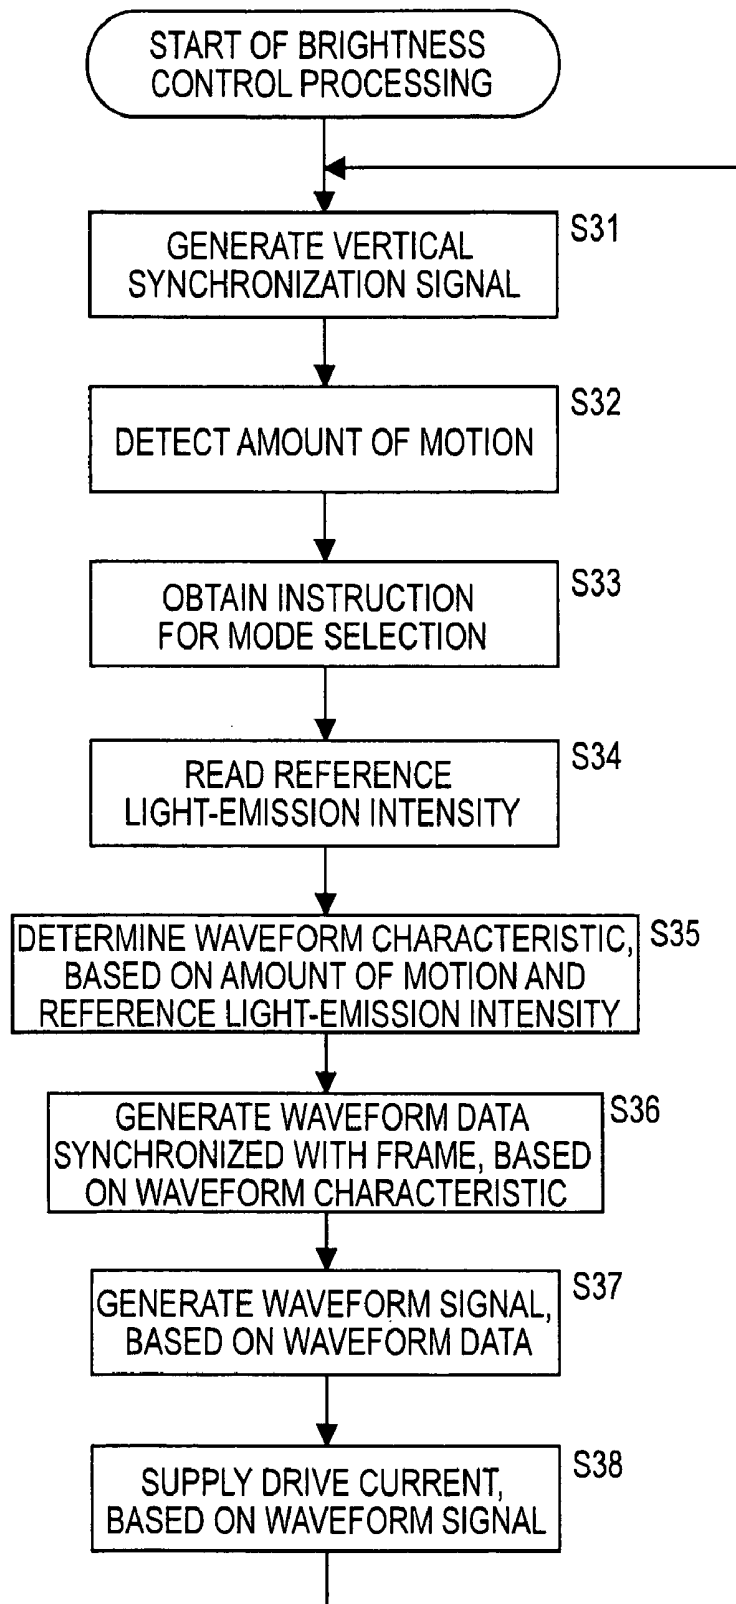 START OF BRIGHTNESS
CONTROL PROCESSING
S31
GENERATE VERTICAL
SYNCHRONIZATION SIGNAL
S32
DETECT AMOUNT OF MOTION
S33
OBTAIN INSTRUCTION
FOR MODE SELECTION
S34
READ REFERENCE
LIGHT-EMISSION INTENSITY
S35
DETERMINE WAVEFORM CHARACTERISTIC,
BASED ON AMOUNT OF MOTION AND
REFERENCE LIGHT-EMISSION INTENSITY
S36
GENERATE WAVEFORM DATA
SYNCHRONIZED WITH FRAME, BASED
ON WAVEFORM CHARACTERISTIC
S37
GENERATE WAVEFORM SIGNAL,
BASED ON WAVEFORM DATA
S38
SUPPLY DRIVE CURRENT,
BASED ON WAVEFORM SIGNAL